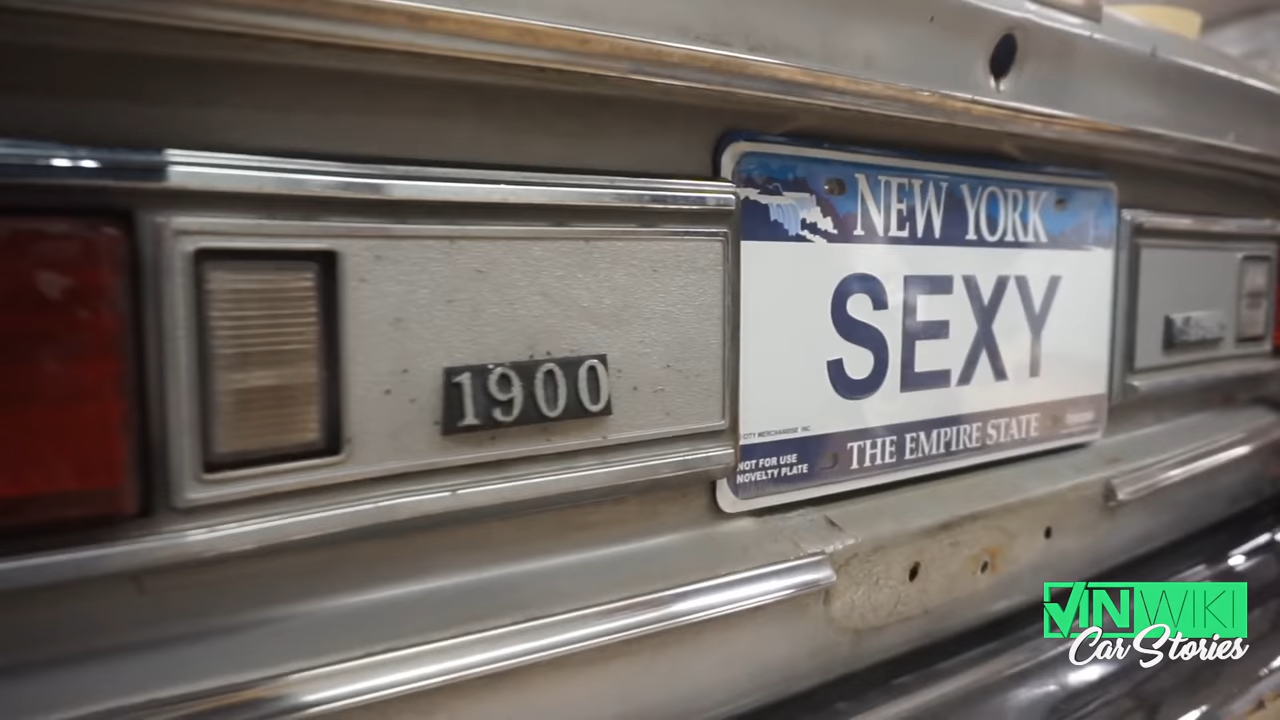 NEW YORK
1900
SEXY
CITY MERCHANDISE INC.
THE EMPIRE STATE
NOT FOR USE
NOVELTY PLATE
VINWIKI
Car Stories